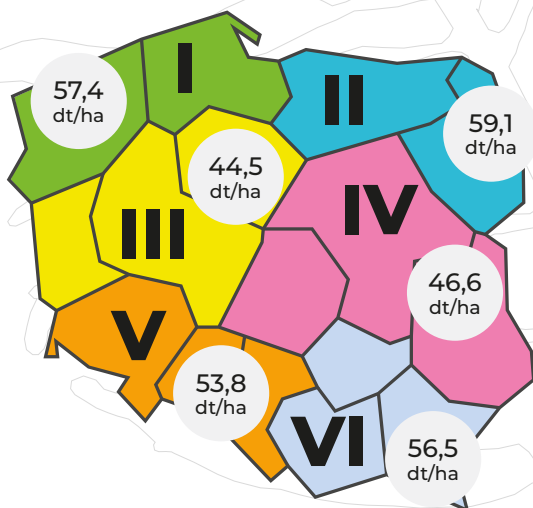 I
57,4
dt/ha
II
59,1
dt/ha
44,5
dt/ha
III
IV
46,6
dt/ha
V
53,8
dt/ha
VI
56,5
dt/ha